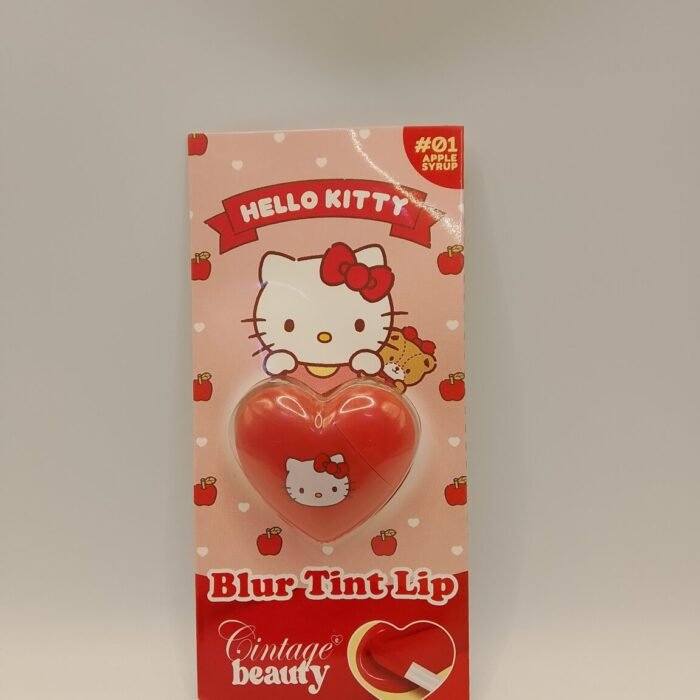 #01
APPLE
SYRUP
HELLO KITTY
Blur Tint Lip
Cintage
beauty